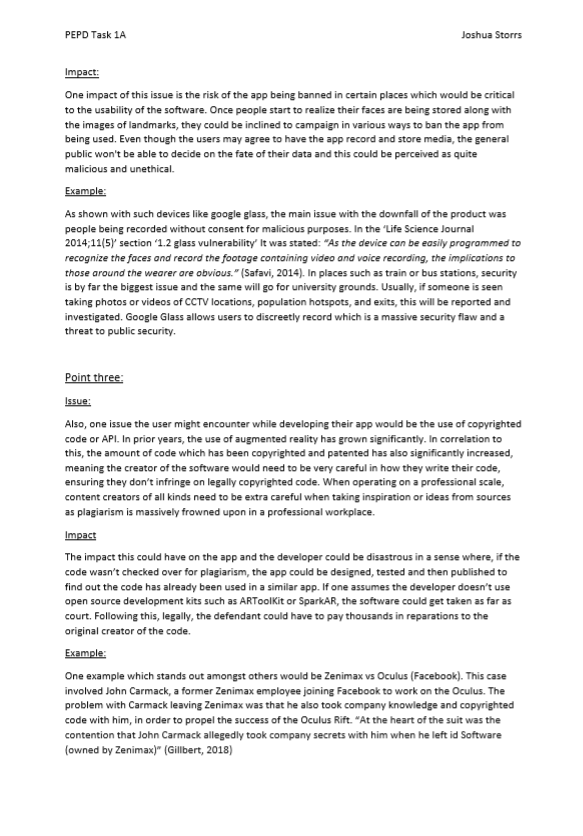 PEPD Task 1A
Joshua Storrs
Impact:
One impact of this issue is the risk of the app being banned in certain places which would be critical
to the usability of the software. Once people start to realize their faces are being stored along with
the images of landmarks, they could be inclined to campaign in various ways to ban the app from
being used. Even though the users may agree to have the app record and store media, the general
public won't be able to decide on the fate of their data and this could be perceived as quite
malicious and unethical.
Example:
As shown with such devices like google glass, the main issue with the downfall of the product was
people being recorded without consent for malicious purposes. In the ‘Life Science Journal
2014;11(5)’ section ‘1.2 glass vulnerability’ It was stated: “As the device can be easily programmed to
recognize the faces and record the footage containing video and voice recording, the implications to
those around the wearer are obvious.” (Safavi, 2014). In places such as train or bus stations, security
is by far the biggest issue and the same will go for university grounds. Usually, if someone is seen
taking photos or videos of CCTV locations, population hotspots, and exits, this will be reported and
investigated. Google Glass allows users to discreetly record which is a massive security flaw and a
threat to public security.
Point three:
Issue:
Also, one issue the user might encounter while developing their app would be the use of copyrighted
code or API. In prior years, the use of augmented reality has grown significantly. In correlation to
this, the amount of code which has been copyrighted and patented has also significantly increased,
meaning the creator of the software would need to be very careful in how they write their code,
ensuring they don’t infringe on legally copyrighted code. When operating on a professional scale,
content creators of all kinds need to be extra careful when taking inspiration or ideas from sources
as plagiarism is massively frowned upon in a professional workplace.
Impact
The impact this could have on the app and the developer could be disastrous in a sense where, if the
code wasn’t checked over for plagiarism, the app could be designed, tested and then published to
find out the code has already been used in a similar app. If one assumes the developer doesn’t use
open source development kits such as ARToolKit or SparkAR, the software could get taken as far as
court. Following this, legally, the defendant could have to pay thousands in reparations to the
original creator of the code.
Example:
One example which stands out amongst others would be Zenimax vs Oculus (Facebook). This case
involved John Carmack, a former Zenimax employee joining Facebook to work on the Oculus. The
problem with Carmack leaving Zenimax was that he also took company knowledge and copyrighted
code with him, in order to propel the success of the Oculus Rift. “At the heart of the suit was the
contention that John Carmack allegedly took company secrets with him when he left id Software
(owned by Zenimax)” (Gillbert, 2018)